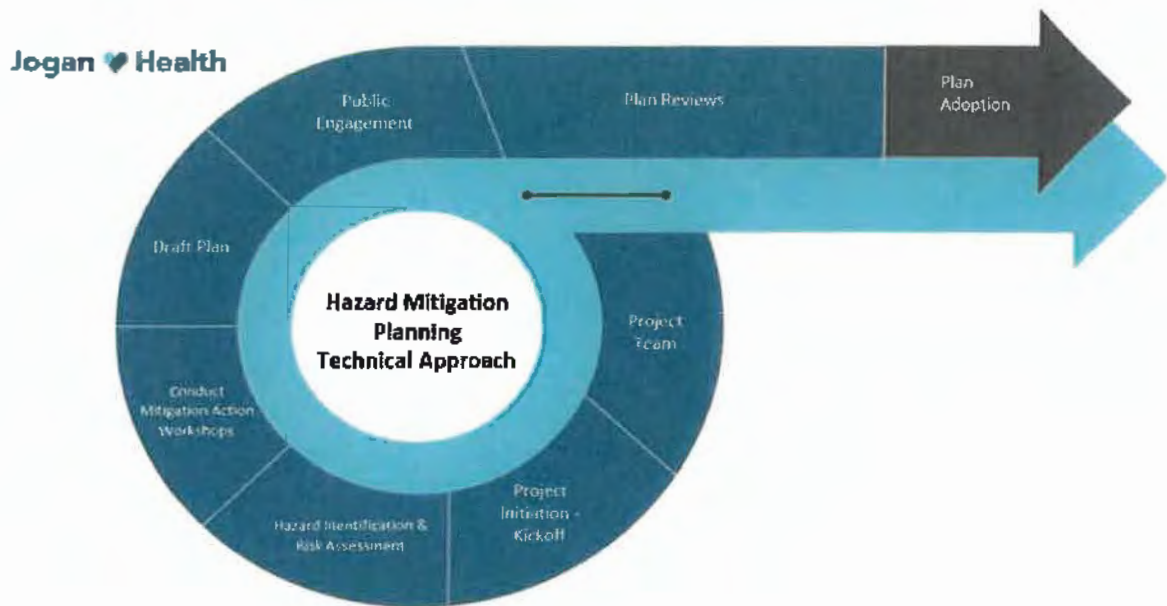 Jogan Health
Public
Engagement
Plan Reviews
Plan
Adoption
Draft Plan
Hazard Mitigation
Planning
Technical Approach
Project
Team
Conduct
Mitigation Action
Workshops
Project
Initiation -
Kickoff
Hazard Identification &
Risk Assessment